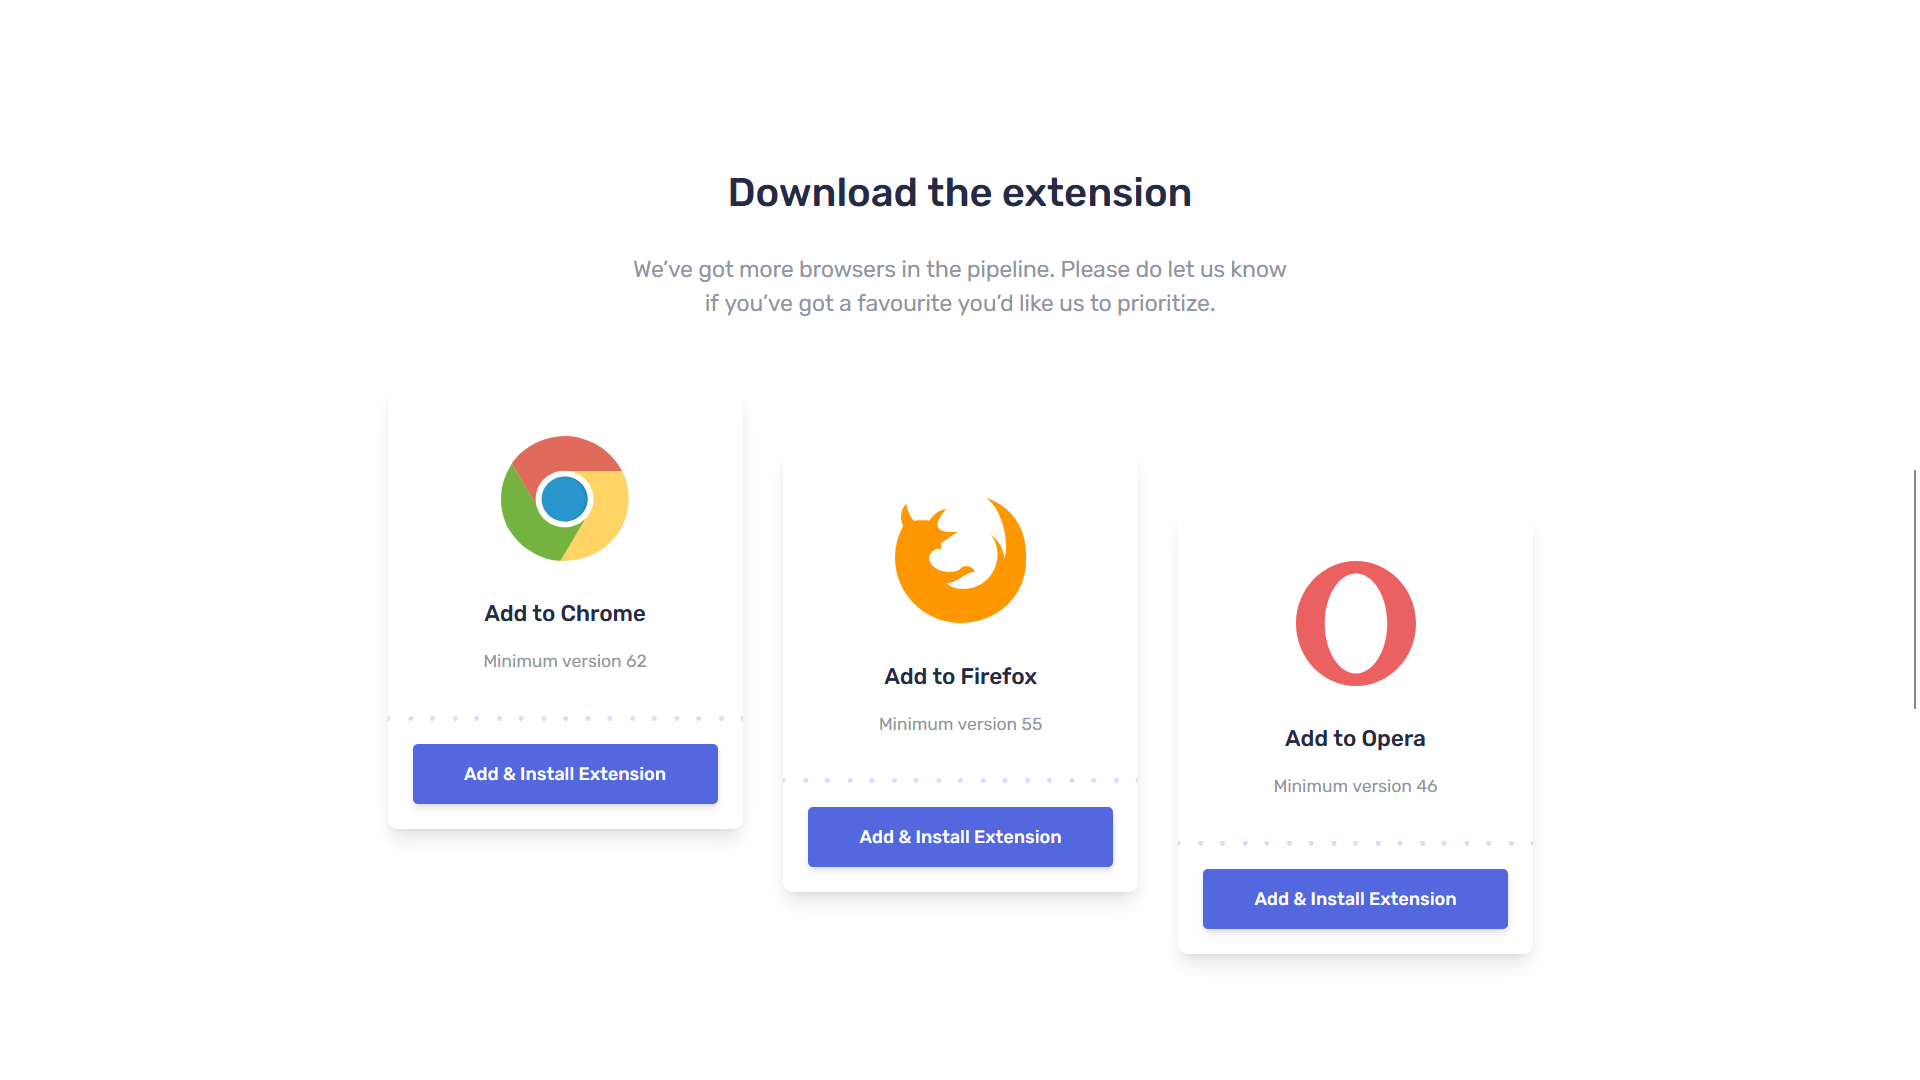 Download the extension
We’ve got more browsers in the pipeline. Please do let us know
if you’ve got a favourite you’d like us to prioritize.
Add to Chrome
Minimum version 62
Add & Install Extension
Add to Firefox
Minimum version 55
Add & Install Extension
Add to Opera
Minimum version 46
Add & Install Extension